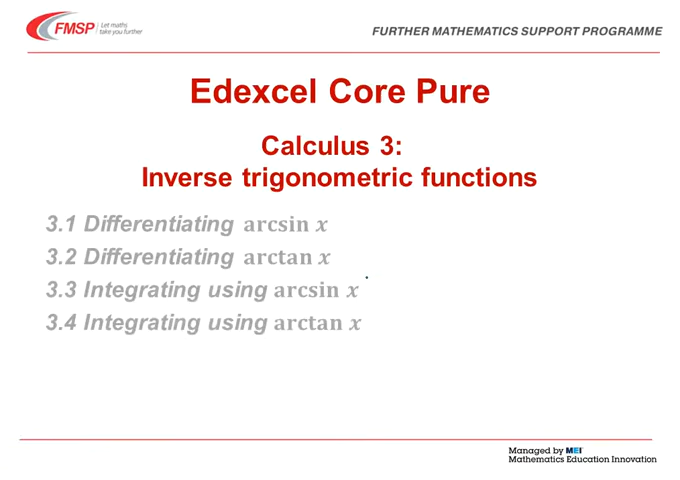 FMSP Let maths take you further
FURTHER MATHEMATICS SUPPORT PROGRAMME
Edexcel Core Pure
Calculus 3:
Inverse trigonometric functions
3.1 Differentiating arcsin x
3.2 Differentiating arctan x
3.3 Integrating using arcsin x
3.4 Integrating using arctan x
Managed by MEI
Mathematics Education Innovation